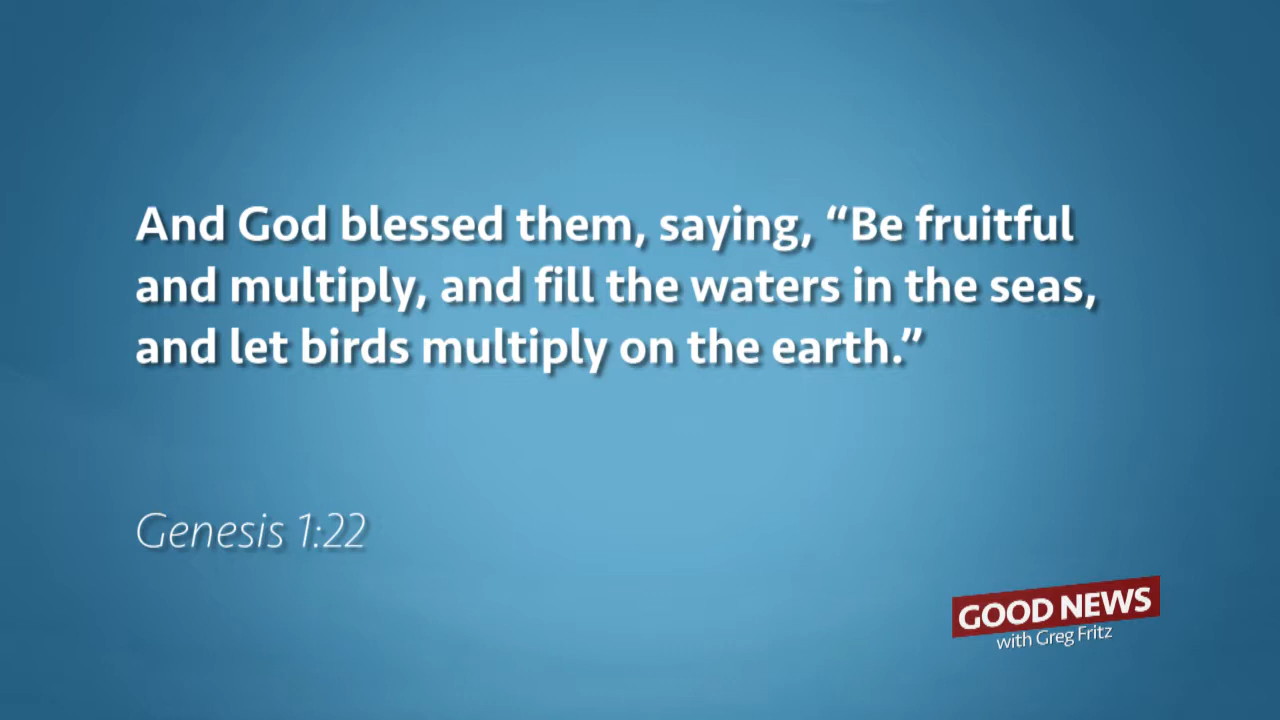 And God blessed them, saying, “Be fruitful
and multiply, and fill the waters in the seas,
and let birds multiply on the earth.”
Genesis 1:22
GOOD NEWS
with Greg Fritz